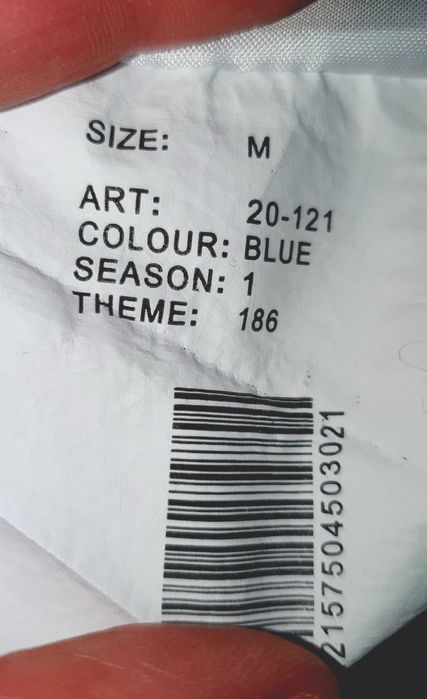 SIZE: M
ART: 20-121
COLOUR: BLUE
SEASON: 1
THEME: 186
2157504503021